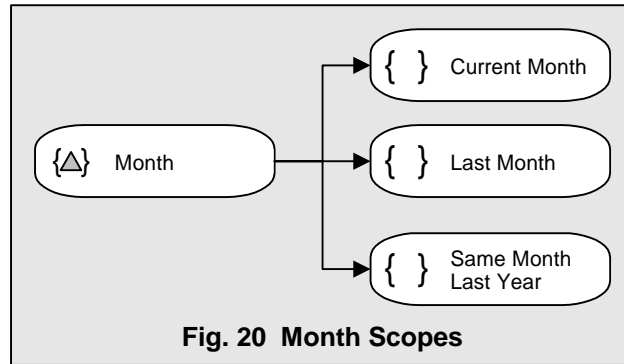 { } Current Month
{ } Month
{ } Last Month
{ } Same Month
Last Year
Fig. 20 Month Scopes